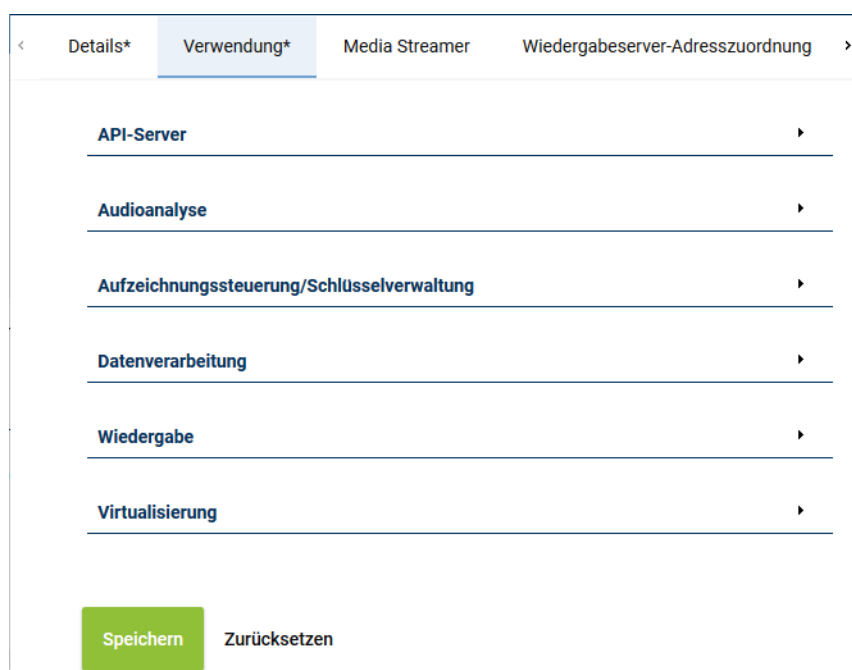 Details* Verwendung* Media Streamer Wiedergabeserver-Adresszuordnung
API-Server
Audioanalyse
Aufzeichnungssteuerung/Schlüsselverwaltung
Datenverarbeitung
Wiedergabe
Virtualisierung
Speichern Zurücksetzen